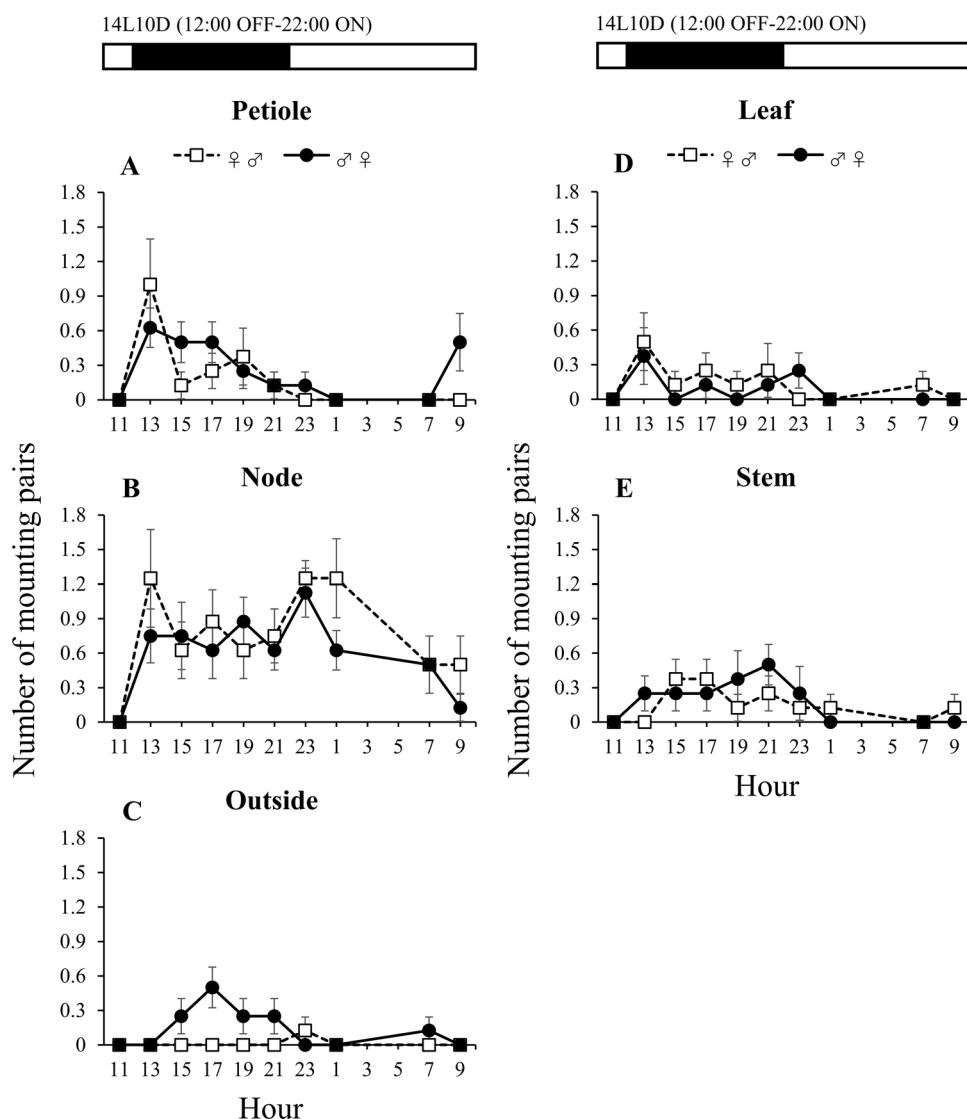 14L10D (12:00 OFF-22:00 ON)
Petiole
♀ ♂ ♂ ♀
A
1.8
1.5
1.2
0.9
0.6
0.3
0
11 13 15 17 19 21 23 1 3 5 7 9
Node
B
1.8
1.5
1.2
0.9
0.6
0.3
0
11 13 15 17 19 21 23 1 3 5 7 9
Number of mounting pairs
Outside
C
1.8
1.5
1.2
0.9
0.6
0.3
0
11 13 15 17 19 21 23 1 3 5 7 9
Hour
14L10D (12:00 OFF-22:00 ON)
Leaf
♀ ♂ ♂ ♀
D
1.8
1.5
1.2
0.9
0.6
0.3
0
11 13 15 17 19 21 23 1 3 5 7 9
Stem
E
1.8
1.5
1.2
0.9
0.6
0.3
0
11 13 15 17 19 21 23 1 3 5 7 9
Number of mounting pairs
Hour